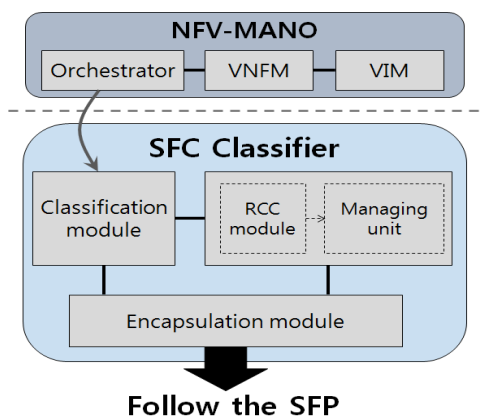 NFV-MANO
Orchestrator
VNFM
VIM
SFC Classifier
Classification
module
RCC
module
Managing
unit
Encapsulation module
Follow the SFP